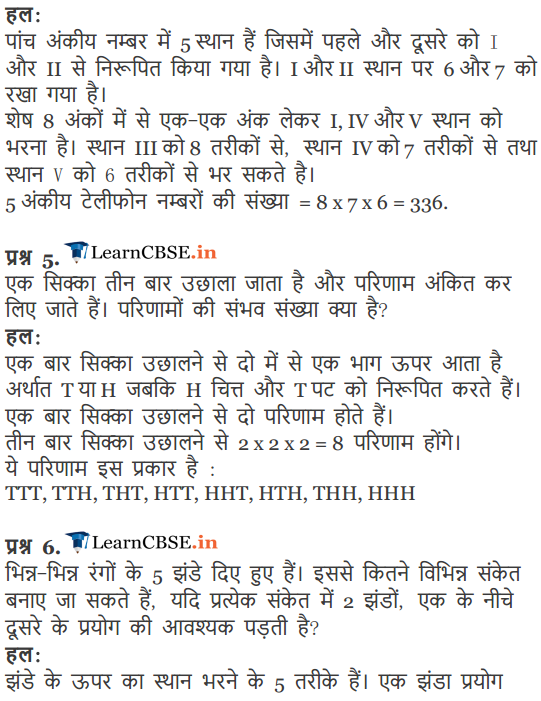 हल:
पांच अंकीय नम्बर में 5 स्थान हैं जिसमें पहले और दूसरे को I
और II से निरूपित किया गया है। I और II स्थान पर 6 और 7 को
रखा गया है।
शेष 8 अंकों में से एक-एक अंक लेकर I, IV और V स्थान को
भरना है। स्थान III को 8 तरीकों से, स्थान IV को 7 तरीकों से तथा
स्थान V को 6 तरीकों से भर सकते है।
5 अंकीय टेलीफोन नम्बरों की संख्या = 8 x 7 x 6 = 336.
प्रश्न 5. LearnCBSE.in
एक सिक्का तीन बार उछाला जाता है और परिणाम अंकित कर
लिए जाते हैं। परिणामों की संभव संख्या क्या है?
हल:
एक बार सिक्का उछालने से दो में से एक भाग ऊपर आता है
अर्थात T या H जबकि H चित्त और T पट को निरूपित करते हैं।
एक बार सिक्का उछालने से दो परिणाम होते हैं।
तीन बार सिक्का उछालने से 2 x 2 x 2 = 8 परिणाम होंगे।
ये परिणाम इस प्रकार है :
TTT, TTH, THT, HTT, HHT, HTH, THH, HHH
प्रश्न 6. LearnCBSE.in
भिन्न-भिन्न रंगों के 5 झंडे दिए हुए हैं। इससे कितने विभिन्न संकेत
बनाए जा सकते हैं, यदि प्रत्येक संकेत में 2 झंडों, एक के नीचे
दूसरे के प्रयोग की आवश्यक पड़ती है?
हल:
झंडे के ऊपर का स्थान भरने के 5 तरीके हैं। एक झंडा प्रयोग